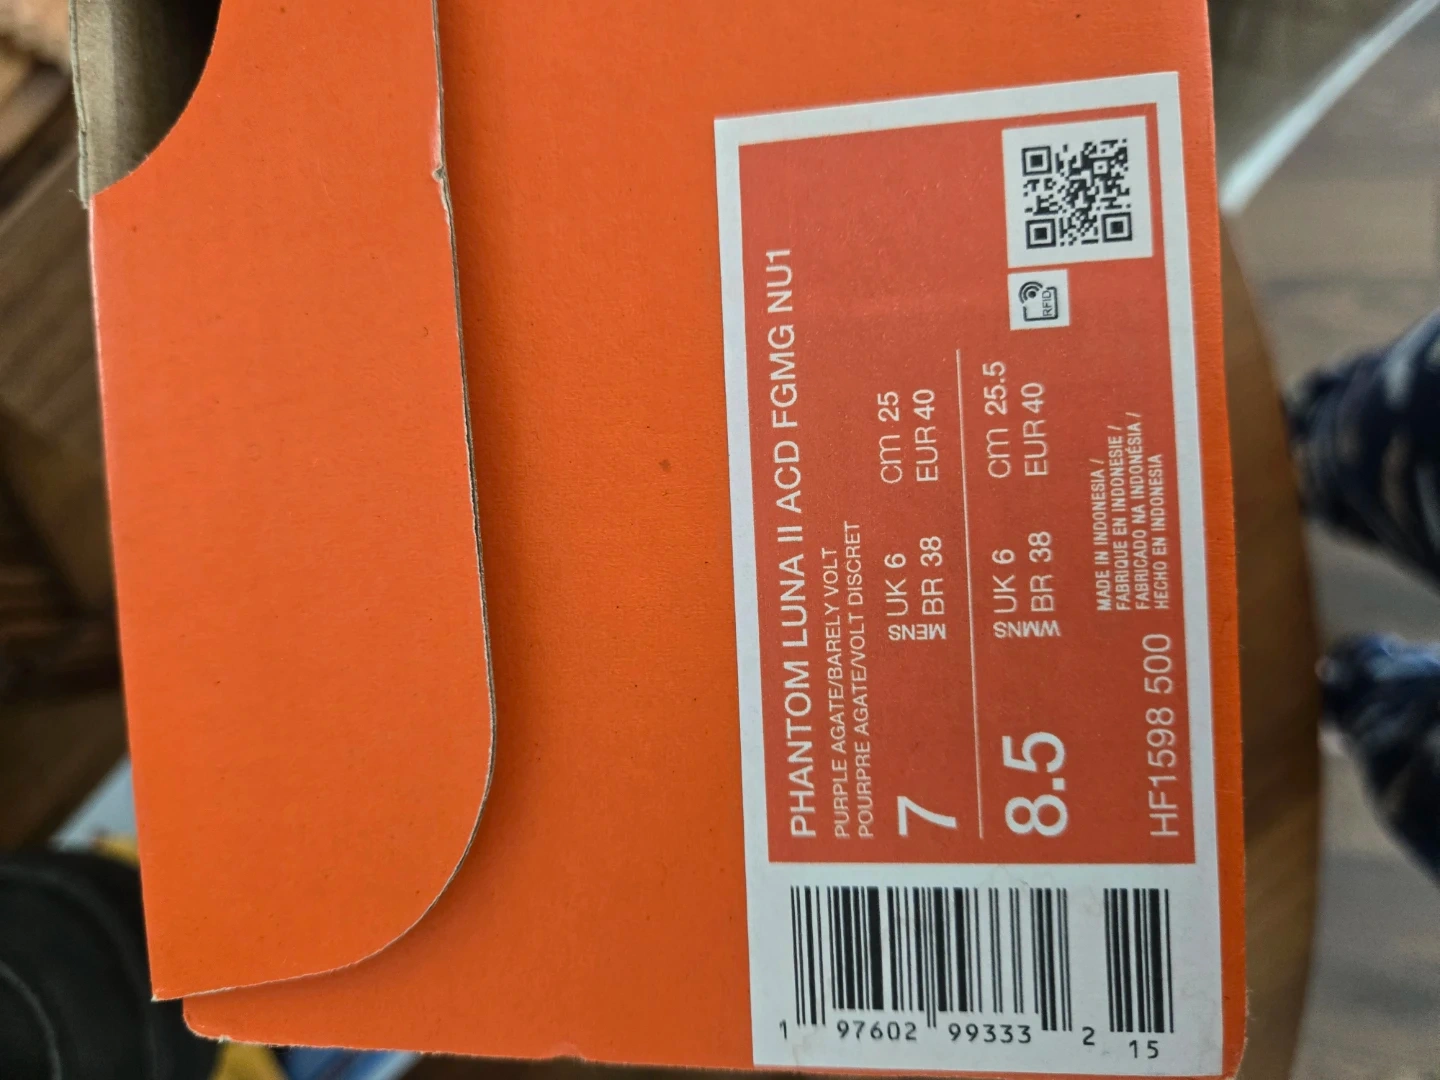 PHANTOM LUNA II ACD FGMG NU1
PURPLE AGATE/BARELY VOLT
POURPRE AGATE/VOLT DISCRET
7 MENS UK 6 cm 25
BR 38 EUR 40
8.5 WMNS UK 6 cm 25.5
BR 38 EUR 40
RFID
MADE IN INDONESIA /
FABRIQUE EN INDONESIE /
FABRICADO NA INDONÉSIA /
HECHO EN INDONESIA
HF1598 500
1 97602 99333 2 15